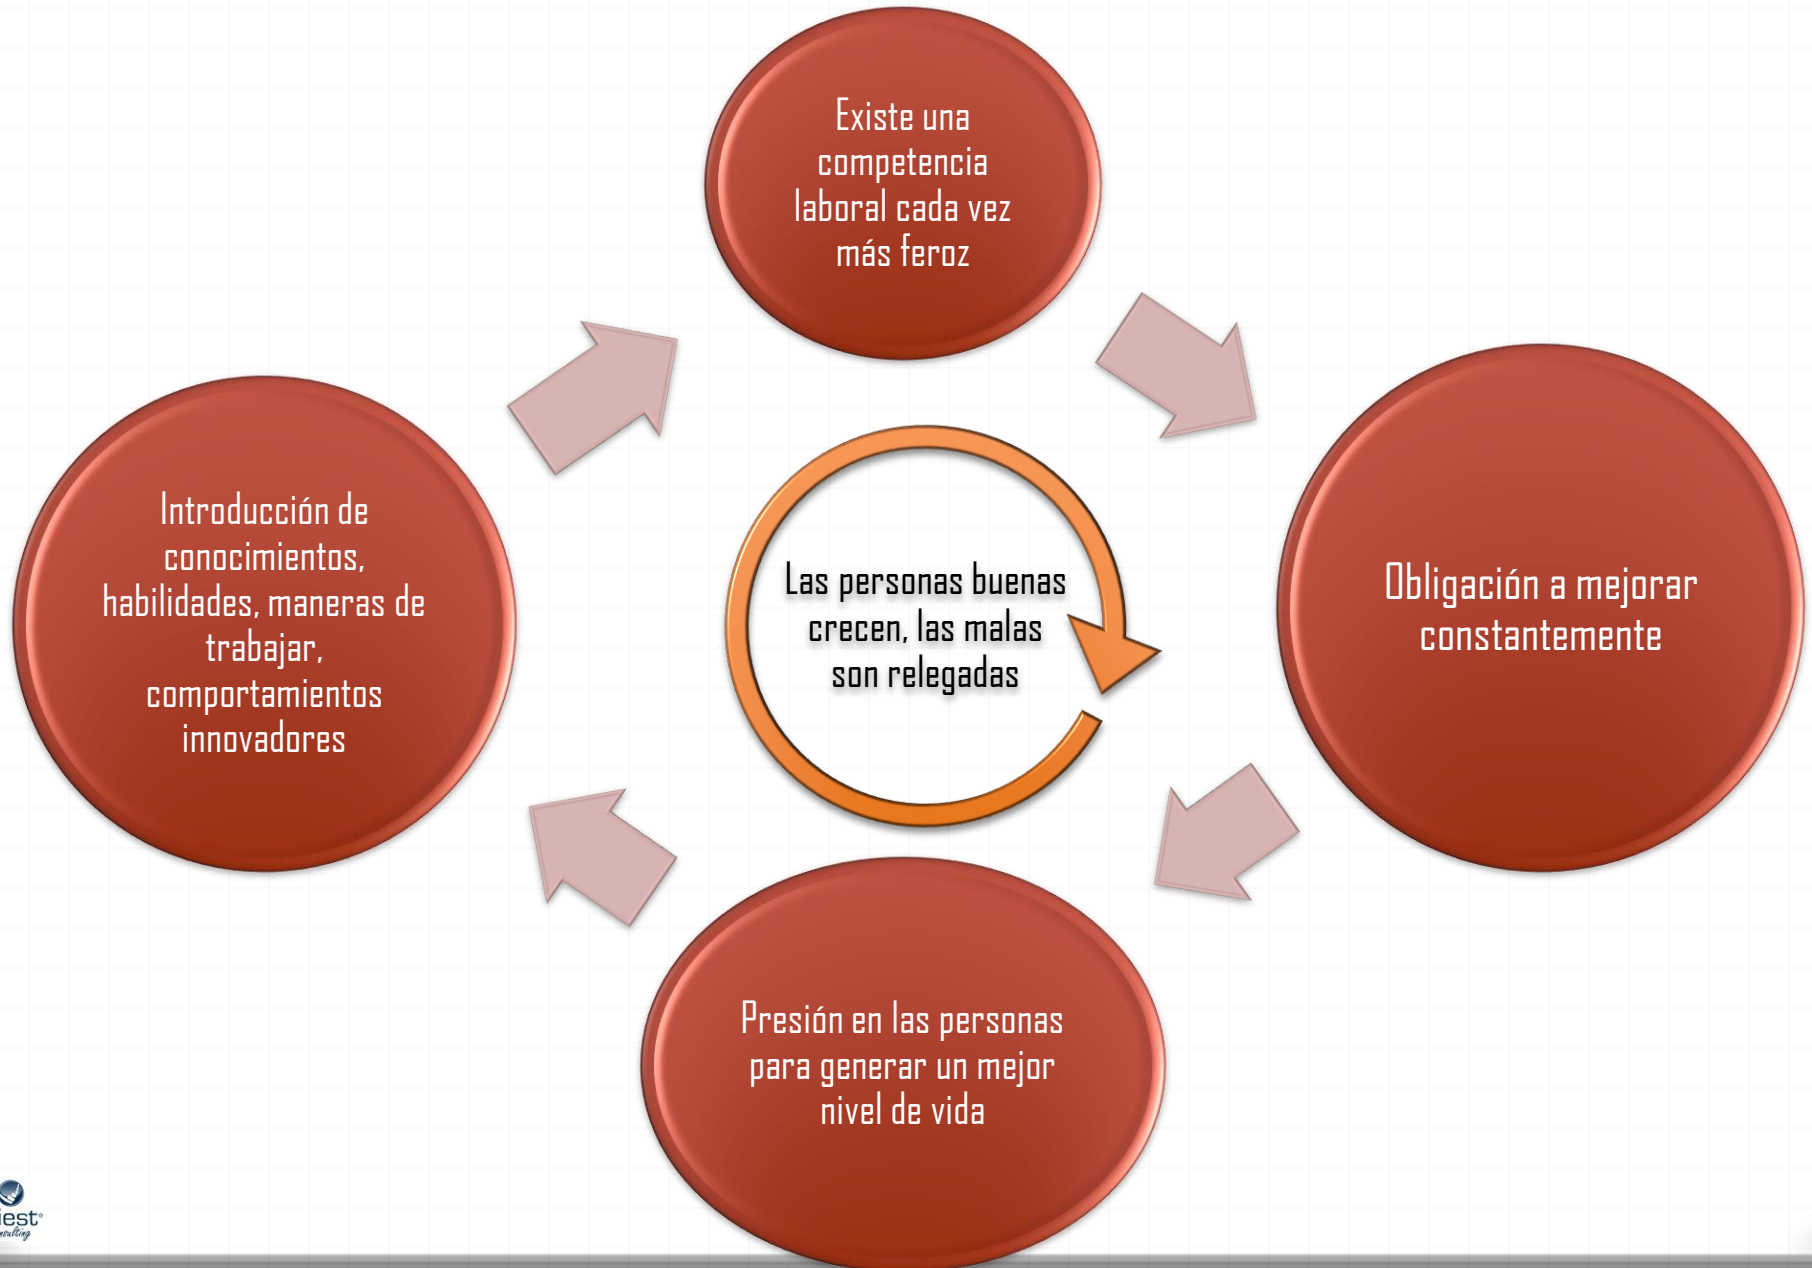 Existe una
competencia
laboral cada vez
más feroz
Obligación a mejorar
constantemente
Presión en las personas
para generar un mejor
nivel de vida
Introducción de
conocimientos,
habilidades, maneras de
trabajar,
comportamientos
innovadores
Las personas buenas
crecen, las malas
son relegadas